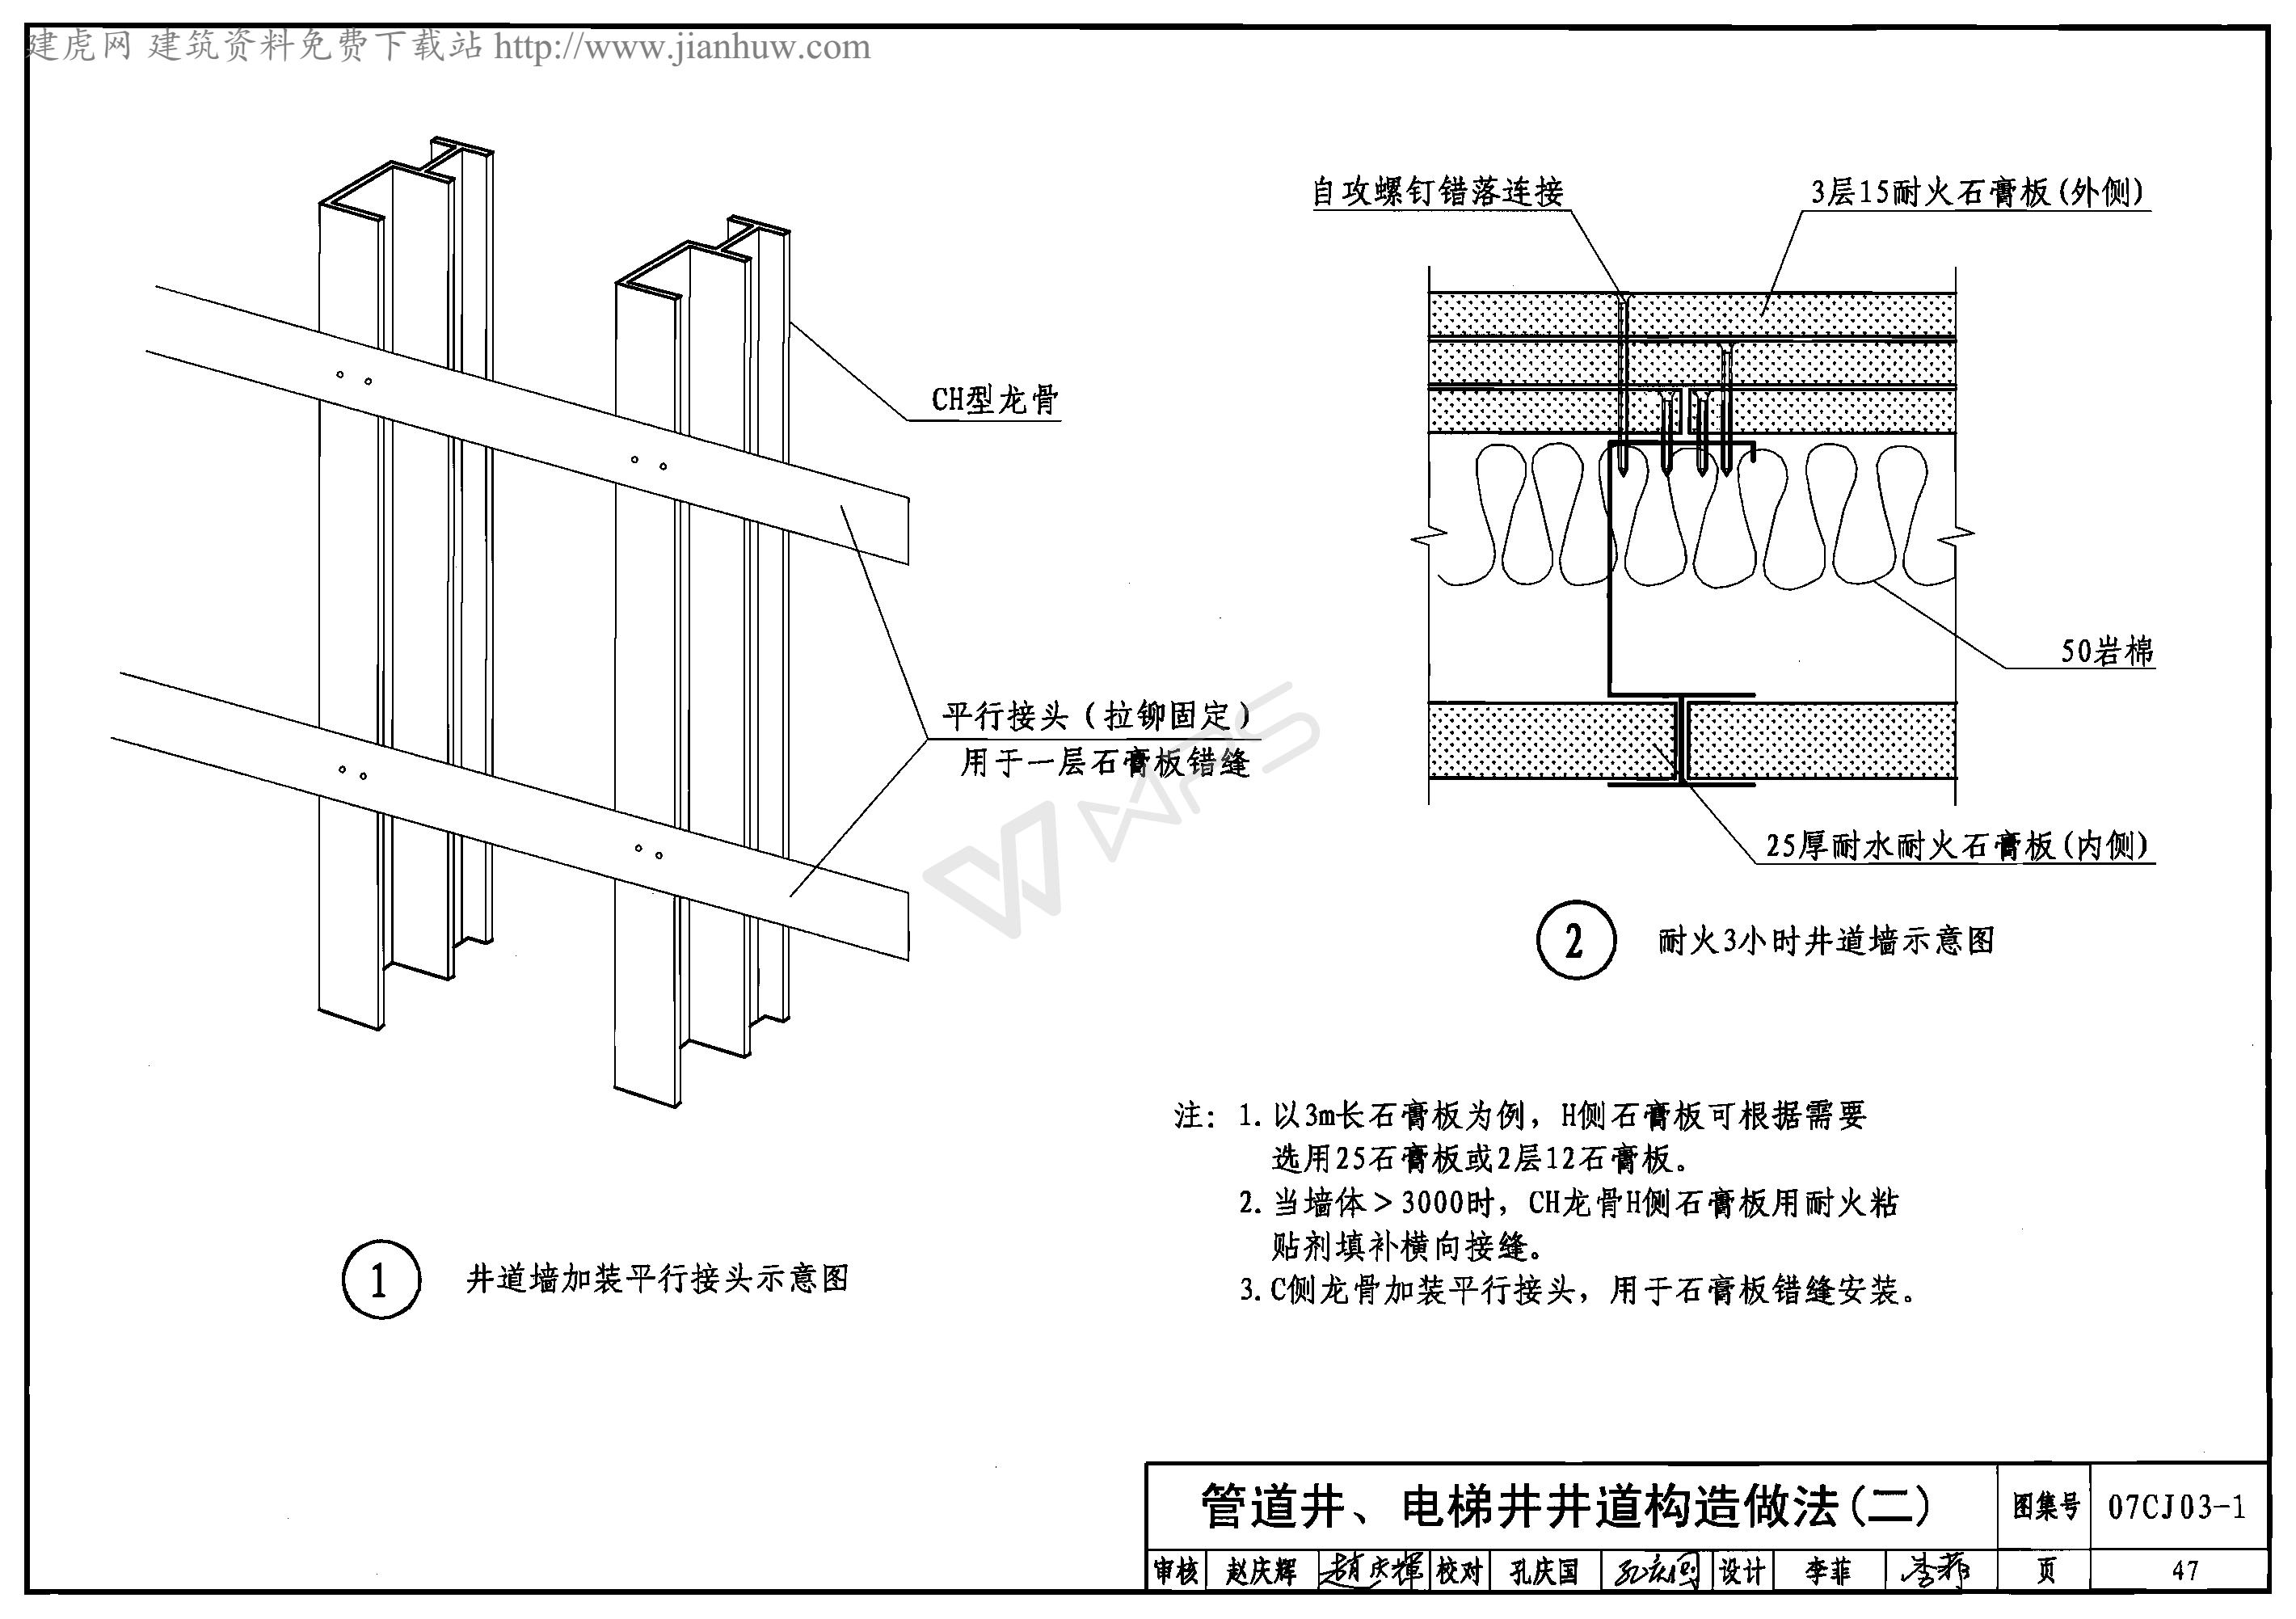 建虎网 建筑资料免费下载站 http://www.jianhuw.com
自攻螺钉错落连接
3层15耐火石膏板(外侧)
CH型龙骨
50岩棉
平行接头（拉铆固定）
用于一层石膏板错缝
WPS
25厚耐水耐火石膏板(内侧)
2 耐火3小时井道墙示意图
注：1.以3m长石膏板为例，H侧石膏板可根据需要
选用25石膏板或2层12石膏板。
2.当墙体＞3000时，CH龙骨H侧石膏板用耐火粘
贴剂填补横向接缝。
3.C侧龙骨加装平行接头，用于石膏板错缝安装。
1 井道墙加装平行接头示意图
管道井、电梯井井道构造做法(二) 图集号 07CJ03-1
审核 赵庆辉 赵庆辉 校对 孔庆国 设计 李菲 李菲 页 47